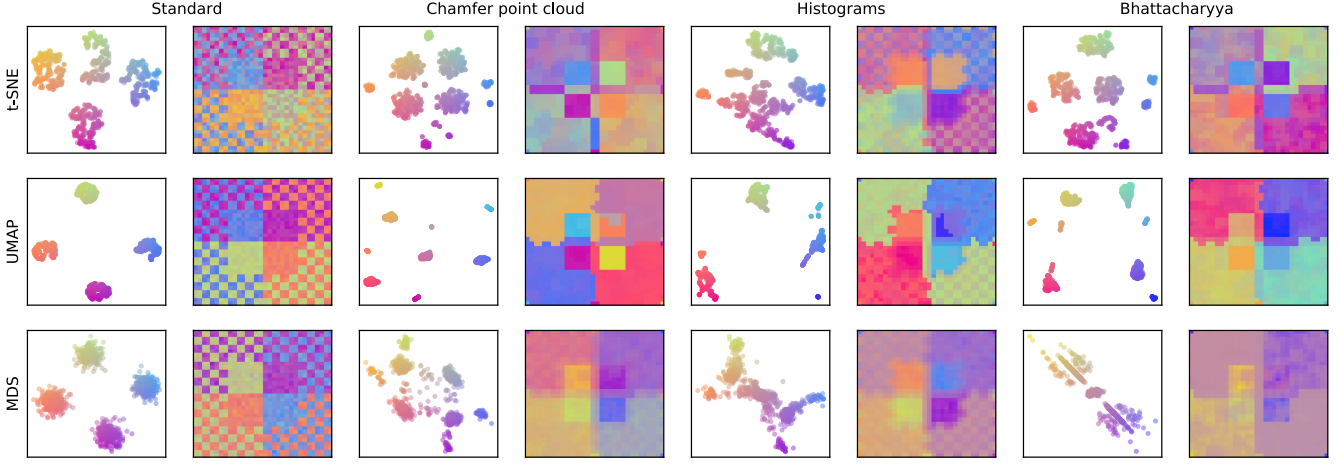 Standard Chamfer point cloud Histograms Bhattacharyya
t-SNE
UMAP
MDS